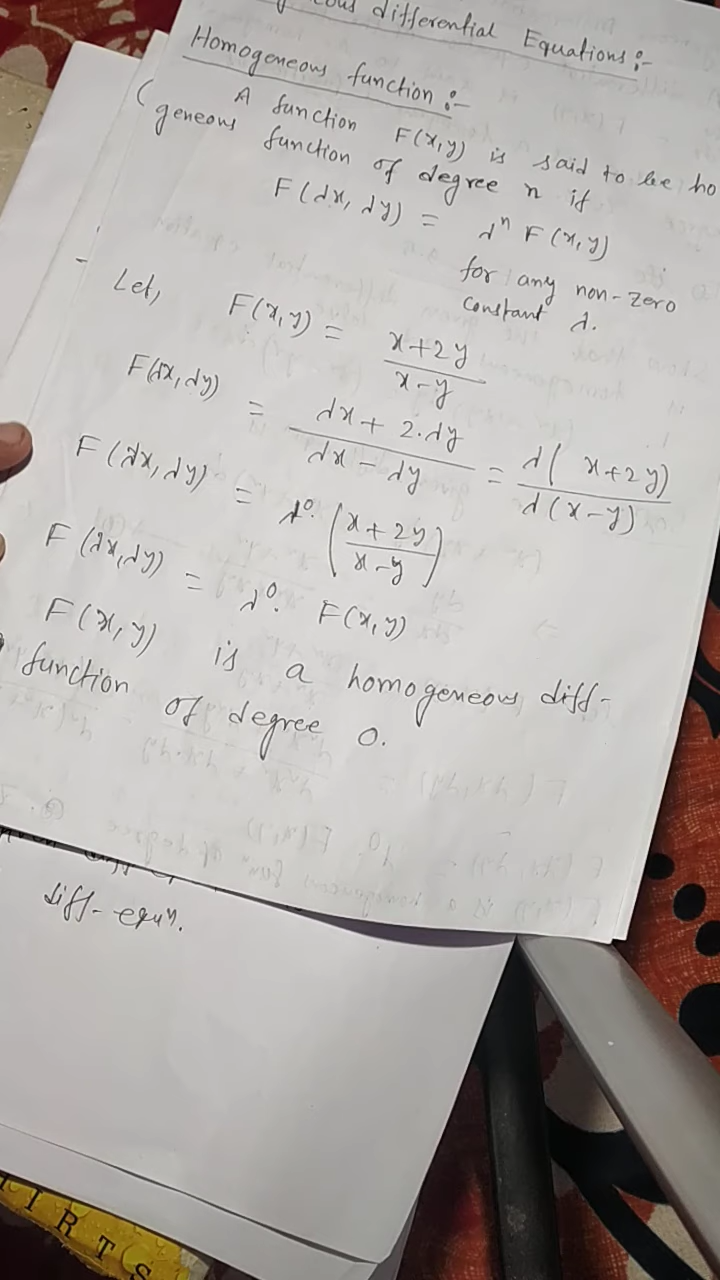 differential Equations :-
Homogeneous function :-
( A function F(x,y) is said to be ho
geneous function of degree n if
F(λx, λy) = λⁿ F(x,y)
for any non-zero
constant λ.
Let, F(x,y) = (x+2y)/(x-y)
F(λx, λy) = (λx + 2.λy)/(λx - λy) = λ(x+2y)/λ(x-y)
F(λx, λy) = λ⁰. ((x+2y)/(x-y))
F(λx, λy) = λ⁰. F(x,y)
F(x,y) is a homogeneous diff-
function of degree 0.
diff- equn.
IRTS